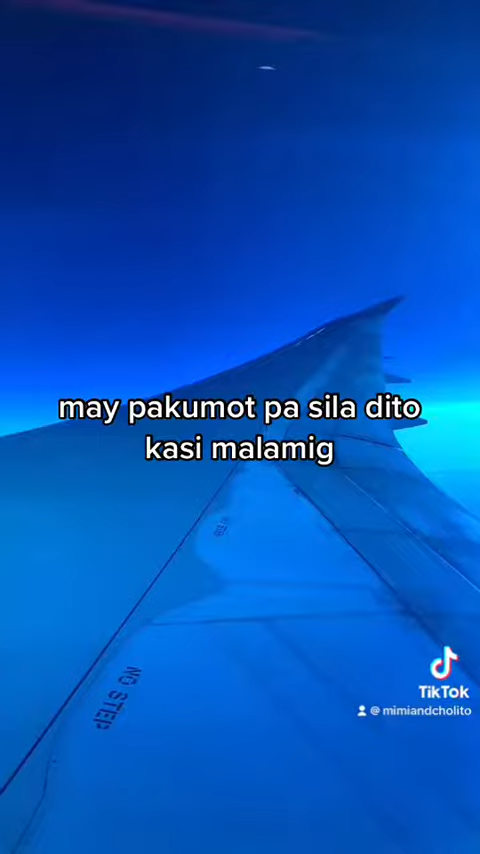 may pakumot pa sila dito
kasi malamig
NO STEP
TikTok
@ mimiandcholito